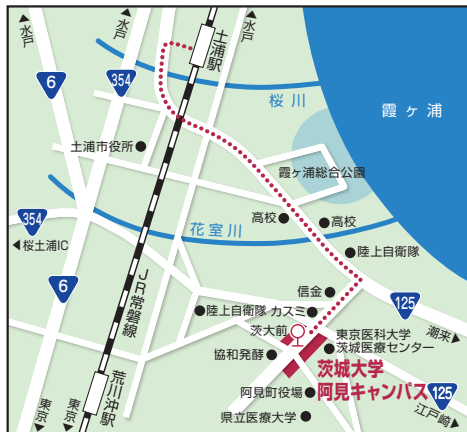 水戸
水戸
水戸
土浦駅
6
354
桜川
霞ヶ浦
土浦市役所
霞ヶ浦総合公園
高校
高校
354
花室川
桜土浦IC
陸上自衛隊
6
JR常磐線
信金
125
潮来
陸上自衛隊
カスミ
茨大前
東京医科大学
茨城医療センター
協和発酵
茨城大学
阿見キャンパス
荒川沖駅
阿見町役場
125
江戸崎
東京
東京
県立医療大学